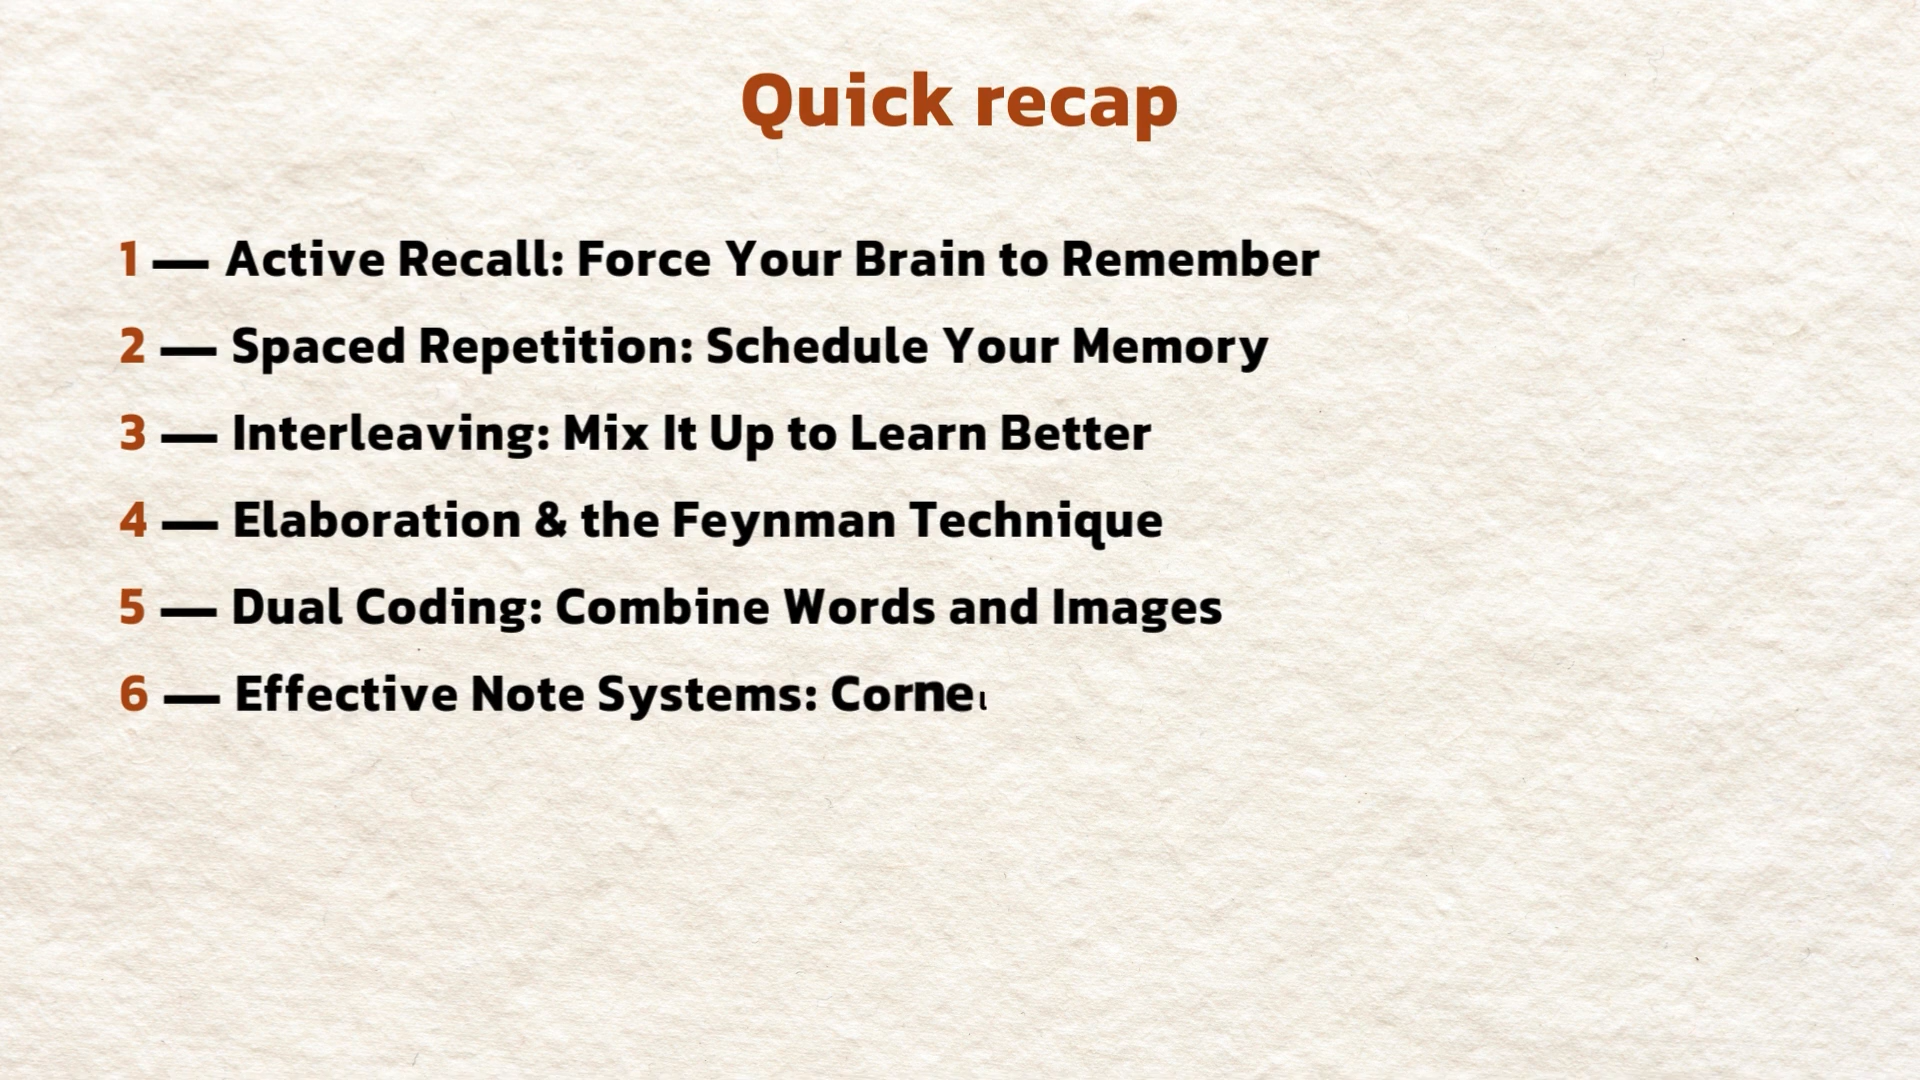 Quick recap
1 — Active Recall: Force Your Brain to Remember
2 — Spaced Repetition: Schedule Your Memory
3 — Interleaving: Mix It Up to Learn Better
4 — Elaboration & the Feynman Technique
5 — Dual Coding: Combine Words and Images
6 — Effective Note Systems: Cornel